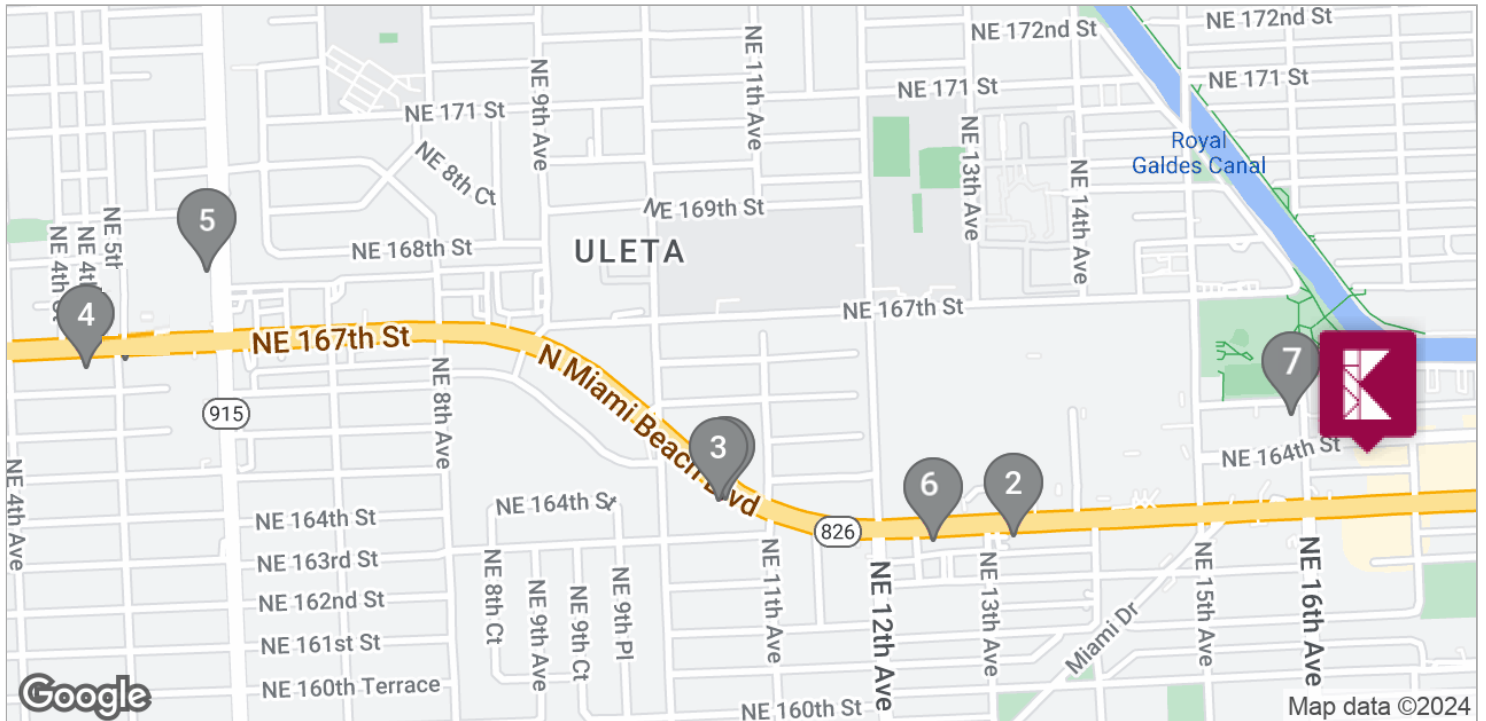 NE 172nd St
NE 172nd St
NE 171 St
NE 171 St
NE 171 St
NE 9th Ave
NE 11th Ave
NE 8th Ct
NE 13th Ave
NE 14th Ave
Royal
Galdes Canal
NE 169th St
5
NE 5th
NE 4th
NE 4th Ct
NE 168th St
ULETA
NE 167th St
4
NE 167th St
N Miami Beach Blvd
7
K
915
NE 8th Ave
3
NE 164th St
NE 4th Ave
6
2
826
NE 164th St
NE 164th St
NE 163rd St
NE 162nd St
NE 161st St
NE 160th Terrace
NE 8th Ct
NE 9th Ave
NE 9th Ct
NE 9th Pl
NE 11th Ave
NE 12th Ave
NE 13th Ave
Miami Dr
NE 15th Ave
NE 16th Ave
NE 160th St
Google
Map data ©2024